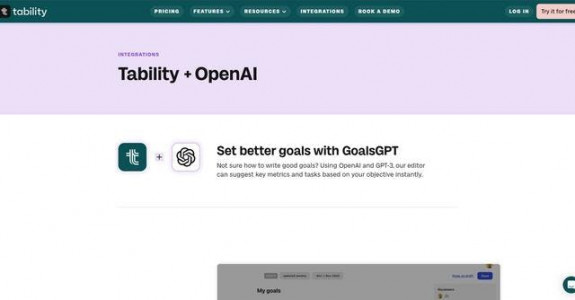 tability
PRICING FEATURES RESOURCES INTEGRATIONS BOOK A DEMO LOG IN Try it for free
INTEGRATIONS
Tability + OpenAI
+
Set better goals with GoalsGPT
Not sure how to write good goals? Using OpenAI and GPT-3, our editor
can suggest key metrics and tasks based on your objective instantly.
My goals